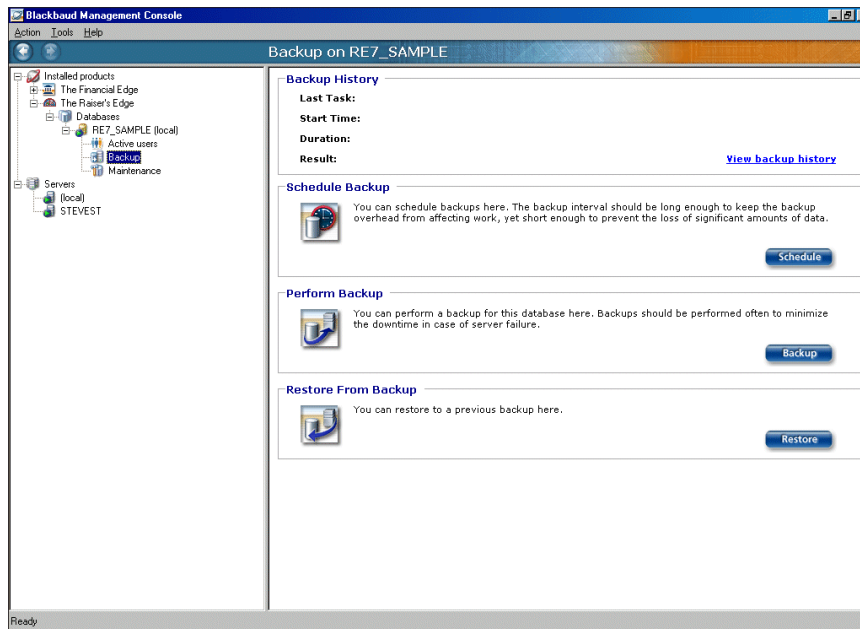 Blackbaud Management Console
Action Tools Help
Backup on RE7_SAMPLE
Installed products
The Financial Edge
The Raiser's Edge
Databases
RE7_SAMPLE (local)
Active users
Backup
Maintenance
Servers
(local)
STEVEST
Backup History
Last Task:
Start Time:
Duration:
Result:
View backup history
Schedule Backup
You can schedule backups here. The backup interval should be long enough to keep the backup
overhead from affecting work, yet short enough to prevent the loss of significant amounts of data.
Schedule
Perform Backup
You can perform a backup for this database here. Backups should be performed often to minimize
the downtime in case of server failure.
Backup
Restore From Backup
You can restore to a previous backup here.
Restore
Ready